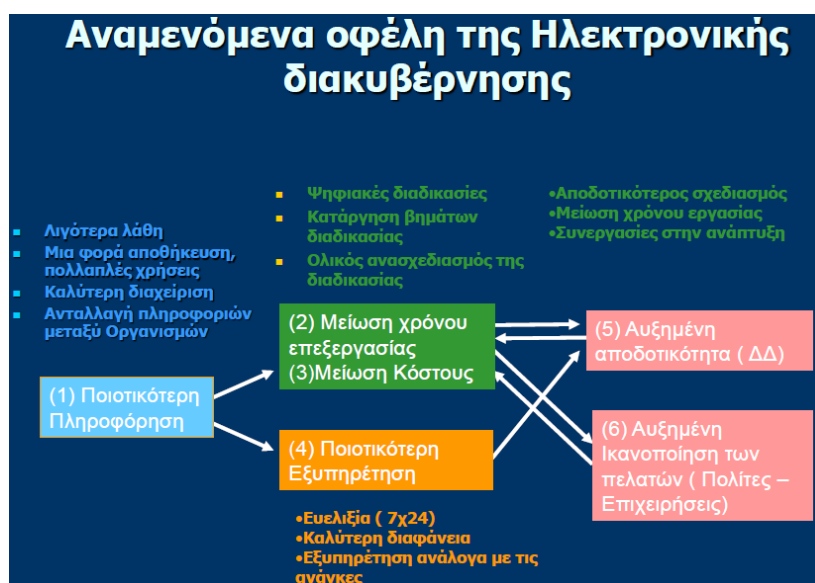 Αναμενόμενα οφέλη της Ηλεκτρονικής
διακυβέρνησης
Λιγότερα λάθη
Μια φορά αποθήκευση,
πολλαπλές χρήσεις
Καλύτερη διαχείριση
Ανταλλαγή πληροφοριών
μεταξύ Οργανισμών
Ψηφιακές διαδικασίες
Κατάργηση βημάτων
διαδικασίας
Ολικός ανασχεδιασμός της
διαδικασίας
•Αποδοτικότερος σχεδιασμός
•Μείωση χρόνου εργασίας
•Συνεργασίες στην ανάπτυξη
(1) Ποιοτικότερη
Πληροφόρηση
(2) Μείωση χρόνου
επεξεργασίας
(3)Μείωση Κόστους
(4) Ποιοτικότερη
Εξυπηρέτηση
(5) Αυξημένη
αποδοτικότητα ( ΔΔ)
(6) Αυξημένη
Ικανοποίηση των
πελατών ( Πολίτες –
Επιχειρήσεις)
•Ευελιξία ( 7χ24)
•Καλύτερη διαφάνεια
•Εξυπηρέτηση ανάλογα με τις
ανάγκες